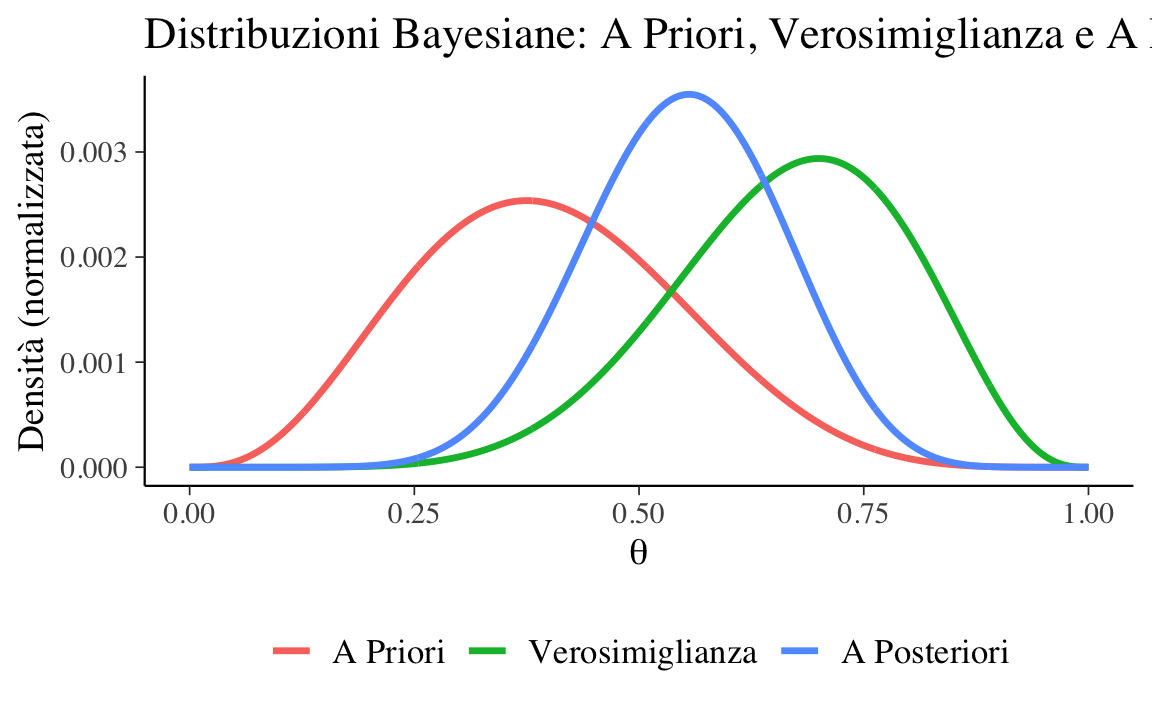 Distribuzioni Bayesiane: A Priori, Verosimiglianza e A
Densità (normalizzata)
0.003
0.002
0.001
0.000
0.00 0.25 0.50 0.75 1.00
θ
A Priori Verosimiglianza A Posteriori